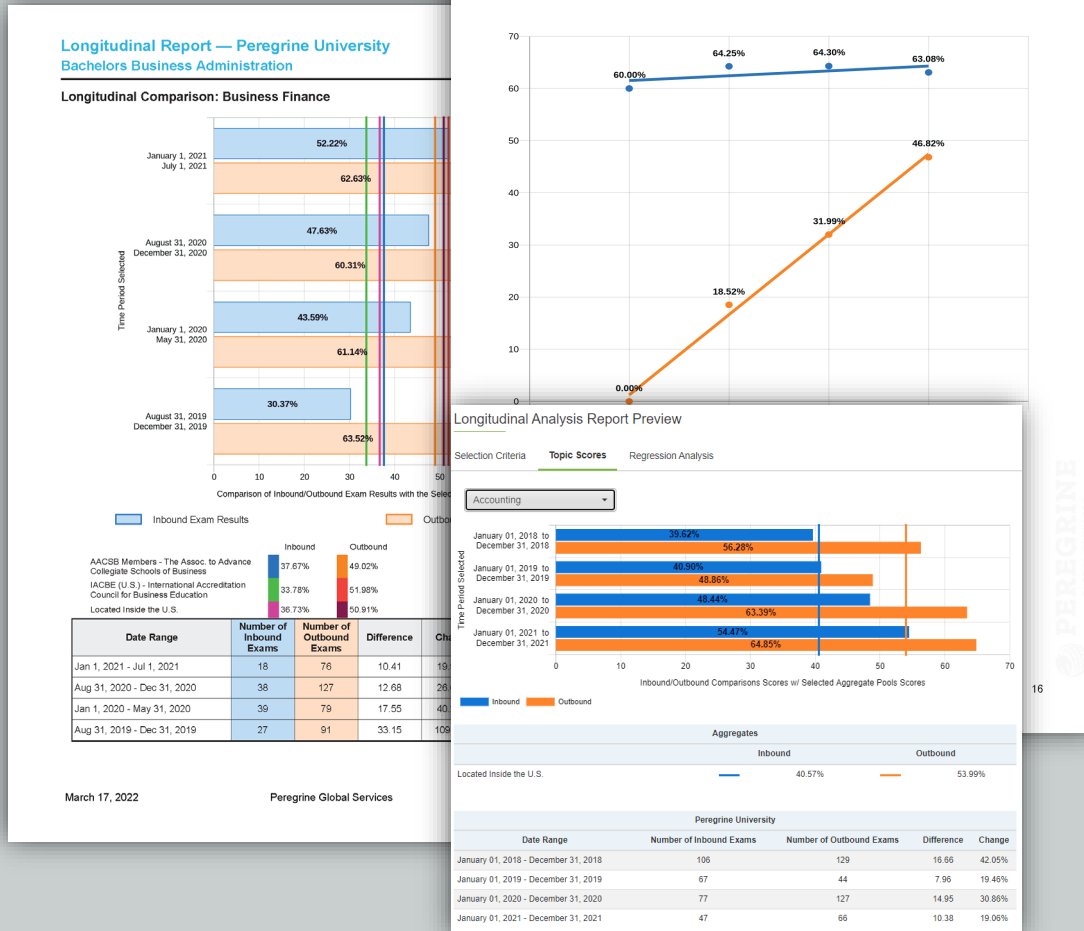 Longitudinal Report — Peregrine University
Bachelors Business Administration
Longitudinal Comparison: Business Finance
Time Period Selected
January 1, 2021
July 1, 2021
52.22%
62.63%
August 31, 2020
December 31, 2020
47.63%
60.31%
January 1, 2020
May 31, 2020
43.59%
61.14%
August 31, 2019
December 31, 2019
30.37%
63.52%
0 10 20 30 40 50
Comparison of Inbound/Outbound Exam Results with the
Inbound Exam Results
Inbound Outbound
AACSB Members - The Assoc. to Advance
Collegiate Schools of Business
37.67% 49.02%
IACBE (U.S.) - International Accreditation
Council for Business Education
33.78% 51.98%
Located Inside the U.S.
36.73% 50.91%
Date Range Number of Inbound Exams Number of Outbound Exams Difference
Jan 1, 2021 - Jul 1, 2021 18 76 10.41
Aug 31, 2020 - Dec 31, 2020 38 127 12.68
Jan 1, 2020 - May 31, 2020 39 79 17.55
Aug 31, 2019 - Dec 31, 2019 27 91 33.15
March 17, 2022 Peregrine Global Services
70
60
50
40
30
20
10
0
60.00% 64.25% 64.30% 63.08%
0.00% 18.52% 31.99% 46.82%
PEREGRINE
16
Longitudinal Analysis Report Preview
Selection Criteria Topic Scores Regression Analysis
Accounting
Time Period Selected
January 01, 2018 to
December 31, 2018
39.62%
56.28%
January 01, 2019 to
December 31, 2019
40.90%
48.86%
January 01, 2020 to
December 31, 2020
48.44%
63.39%
January 01, 2021 to
December 31, 2021
54.47%
64.85%
0 10 20 30 40 50 60 70
Inbound/Outbound Comparisons Scores w/ Selected Aggregate Pools Scores
Inbound Outbound
Aggregates
Inbound Outbound
Located Inside the U.S. 40.57% 53.99%
Peregrine University
Date Range Number of Inbound Exams Number of Outbound Exams Difference Change
January 01, 2018 - December 31, 2018 106 129 16.66 42.05%
January 01, 2019 - December 31, 2019 67 44 7.96 19.46%
January 01, 2020 - December 31, 2020 77 127 14.95 30.86%
January 01, 2021 - December 31, 2021 47 66 10.38 19.06%